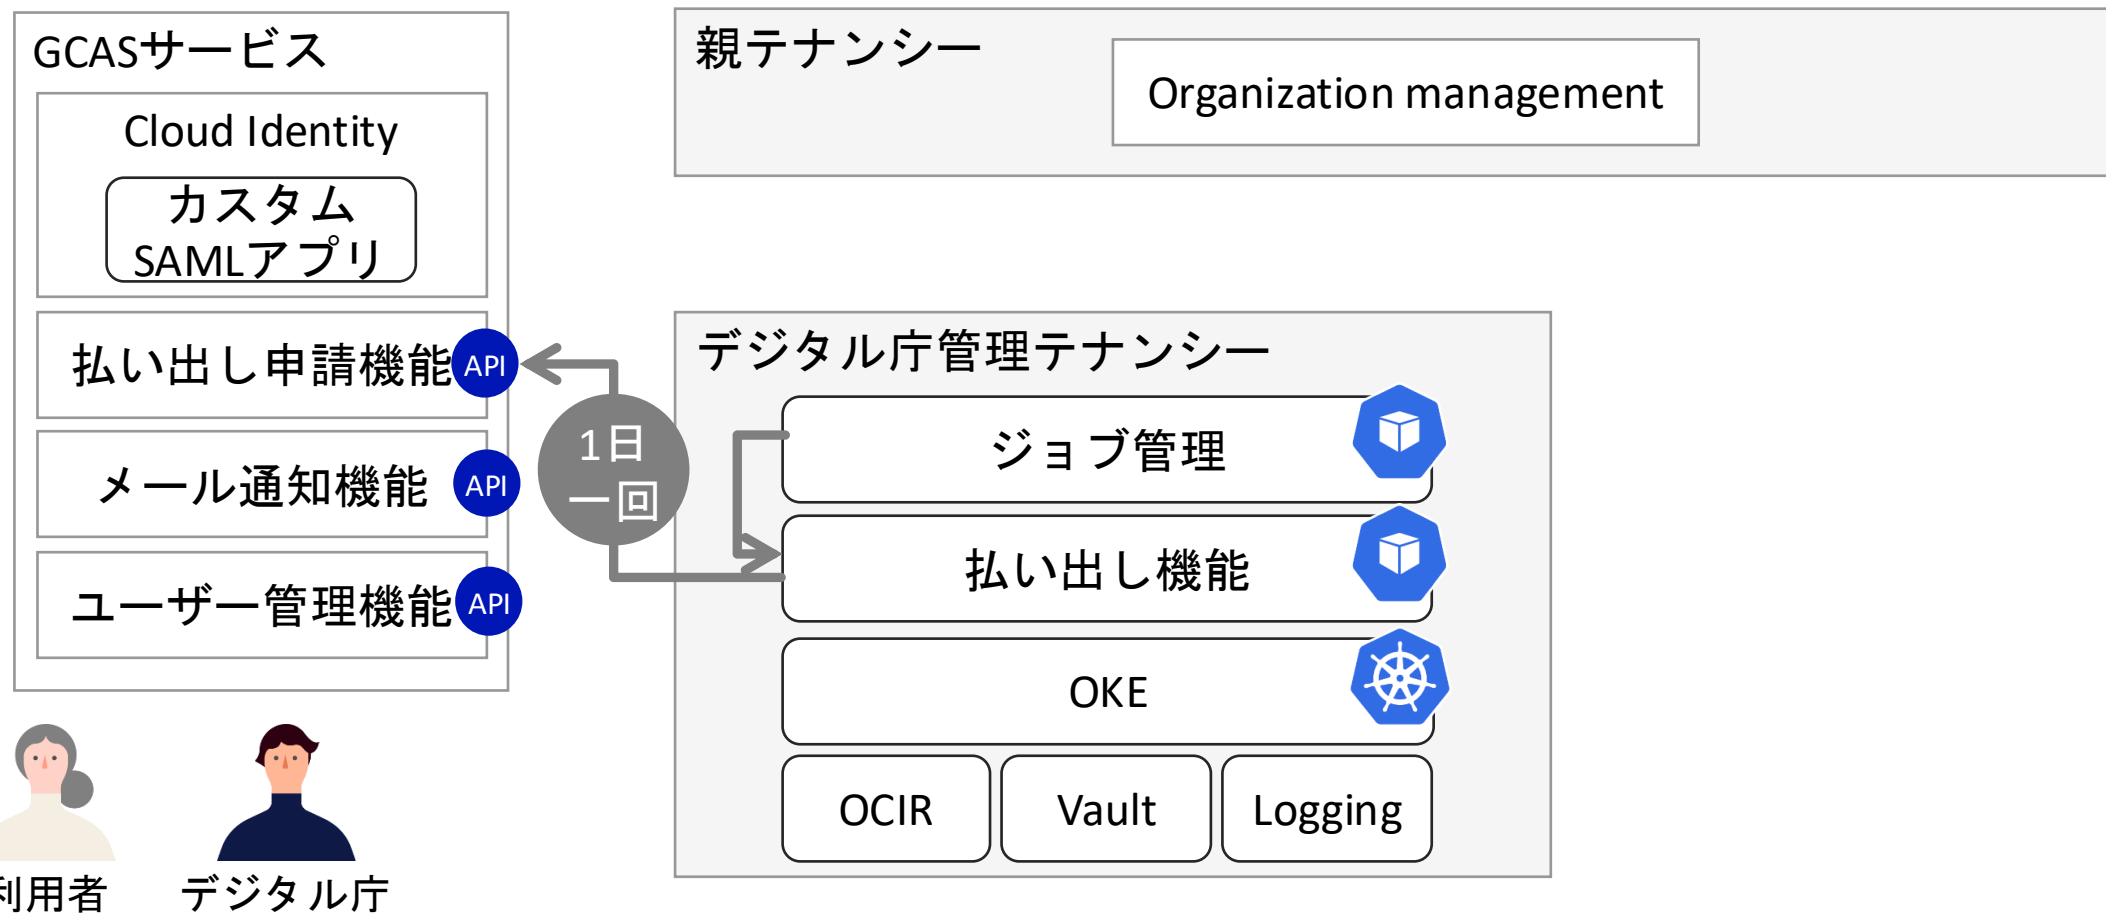 GCASサービス
Cloud Identity
カスタム
SAMLアプリ
払い出し申請機能
API
メール通知機能
API
ユーザー管理機能
API
利用者
デジタル庁
1日
一回
親テナンシー
Organization management
デジタル庁管理テナンシー
ジョブ管理
払い出し機能
OKE
OCIR
Vault
Logging